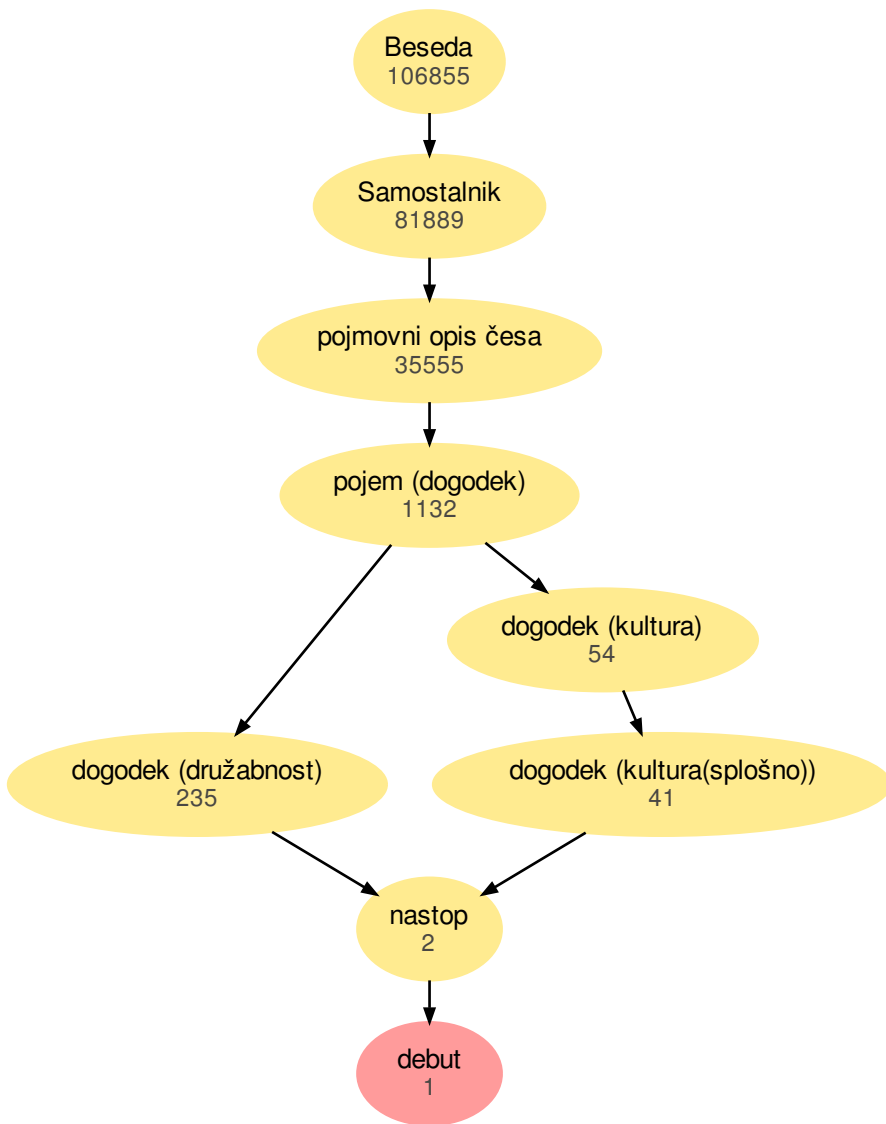 Beseda
106855
Samostalnik
81889
pojmovni opis česa
35555
pojem (dogodek)
1132
dogodek (kultura)
54
dogodek (družabnost)
235
dogodek (kultura(splošno))
41
nastop
2
debut
1